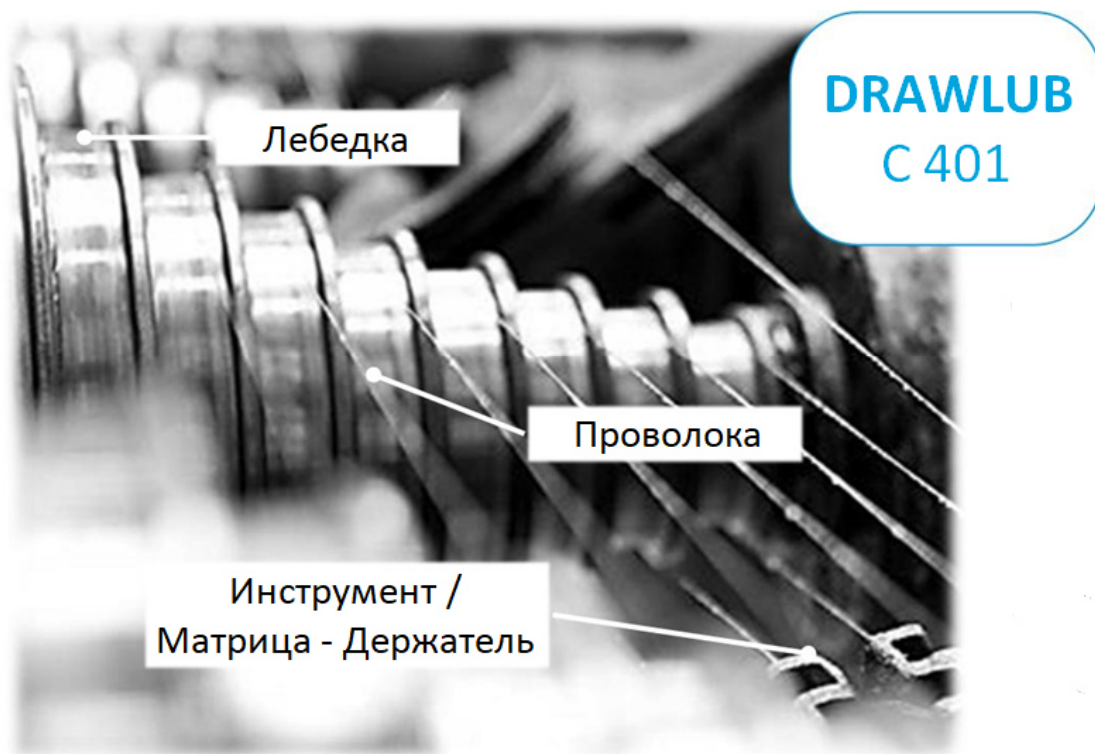 DRAWLUB
C 401
Лебедка
Проволока
Инструмент /
Матрица - Держатель